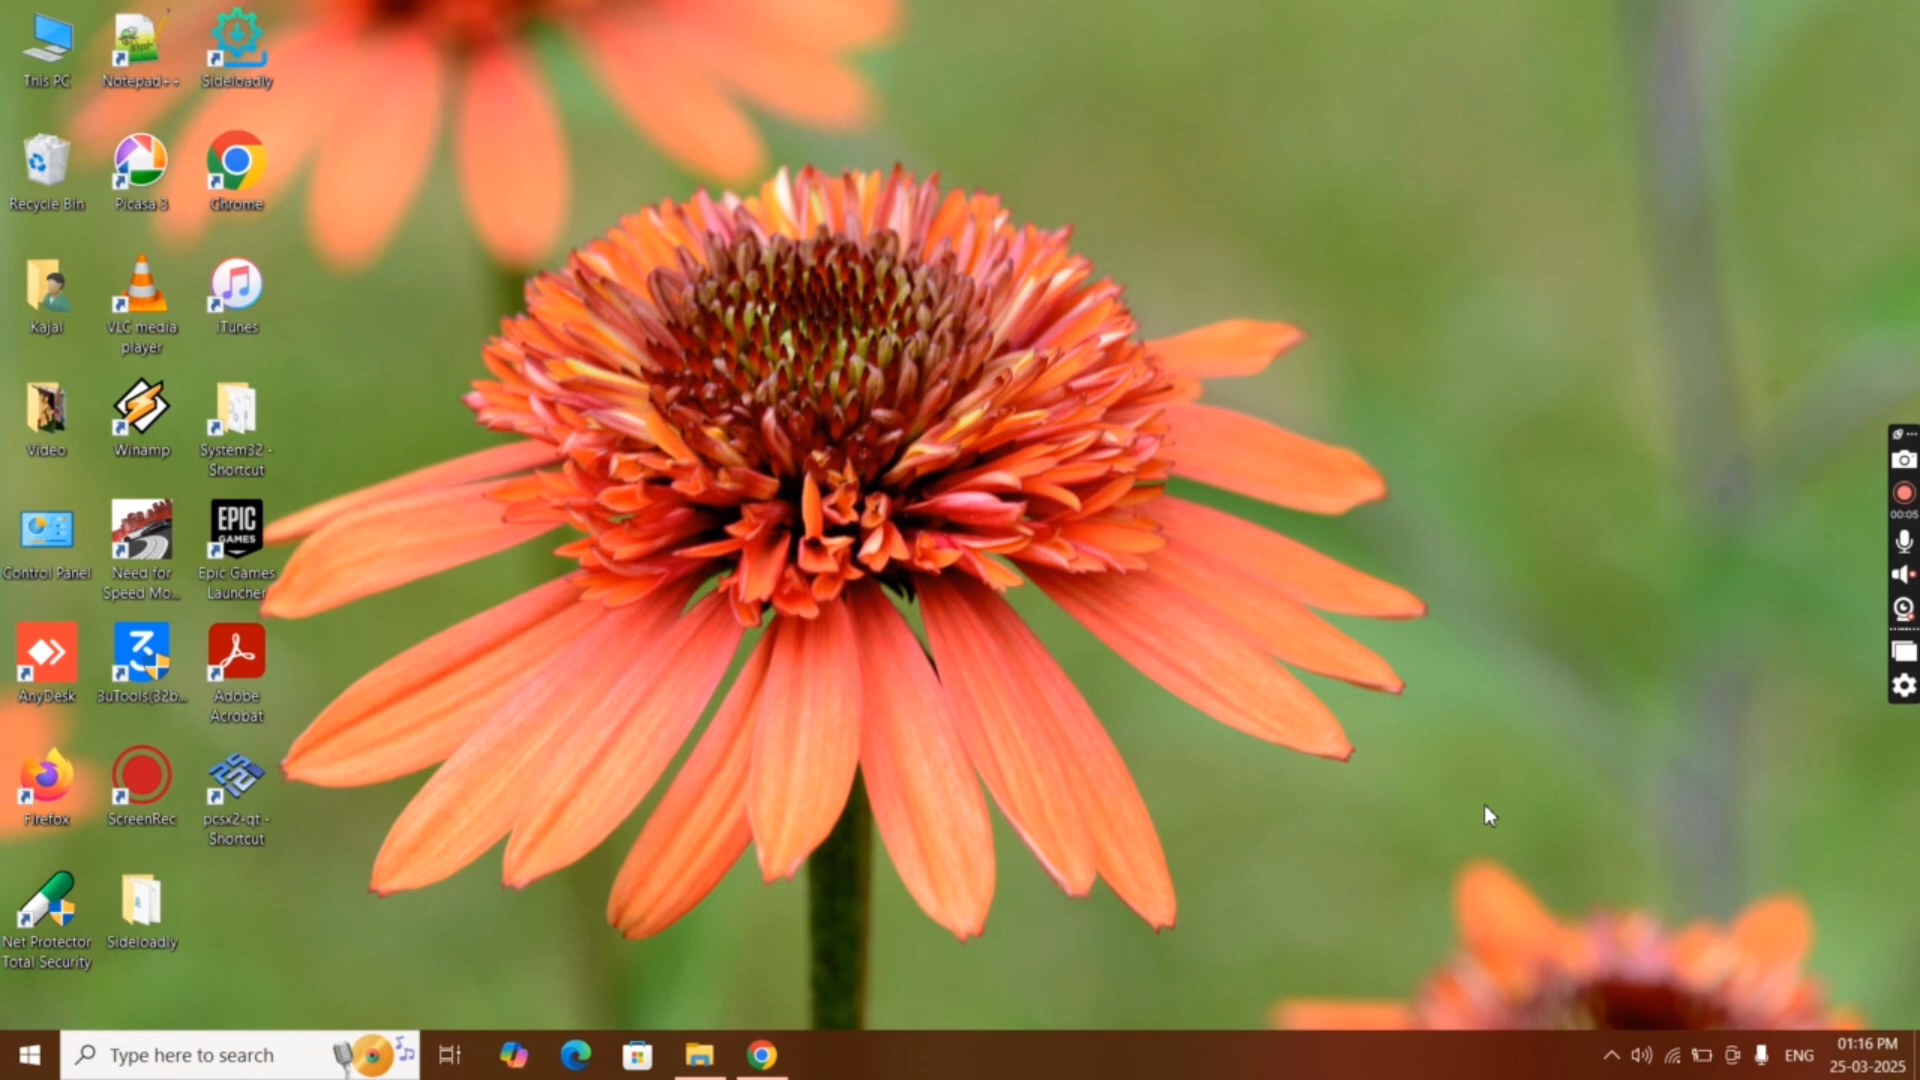 This PC
Notepad++
Sideloadly
Recycle Bin
Picasa 3
Chrome
Kajal
VLC media
player
iTunes
Video
Winamp
System32 -
Shortcut
Control Panel
Need for
Speed Mo...
EPIC
GAMES
Epic Games
Launcher
AnyDesk
3uTools(32b...
Adobe
Acrobat
Firefox
ScreenRec
pcsx2-qt -
Shortcut
Net Protector
Total Security
Sideloadly
00:05
Type here to search
ENG
01:16 PM
25-03-2025